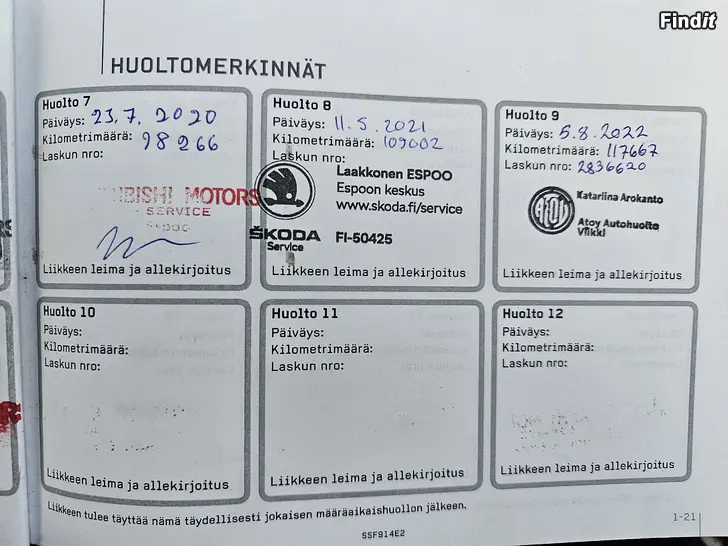 Findit
HUOLTOMERKINNÄT
Huolto 7
Päiväys: 23.7. 2020
Kilometrimäärä: 98266
Laskun nro:
MOTORS
SERVICE
Liikkeen leima ja allekirjoitus
Huolto 8
Päiväys: 11.5.2021
Kilometrimäärä: 109002
Laskun nro:
Laakkonen ESPOO
Espoon keskus
www.skoda.fi/service
ŠKODA
Service
FI-50425
Liikkeen leima ja allekirjoitus
Huolto 9
Päiväys: 5.8.2022
Kilometrimäärä: 117667
Laskun nro: 2836620
Atoy
Katariina Arokanto
Atoy Autohuolto
Viikki
Liikkeen leima ja allekirjoitus
Huolto 10
Päiväys:
Kilometrimäärä:
Laskun nro:
Liikkeen leima ja allekirjoitus
Huolto 11
Päiväys:
Kilometrimäärä:
Laskun nro:
Liikkeen leima ja allekirjoitus
Huolto 12
Päiväys:
Kilometrimäärä:
Laskun nro:
Liikkeen leima ja allekirjoitus
Liikkeen tulee täyttää nämä täydellisesti jokaisen määräaikaishuollon jälkeen.
1-21
SSF914E2